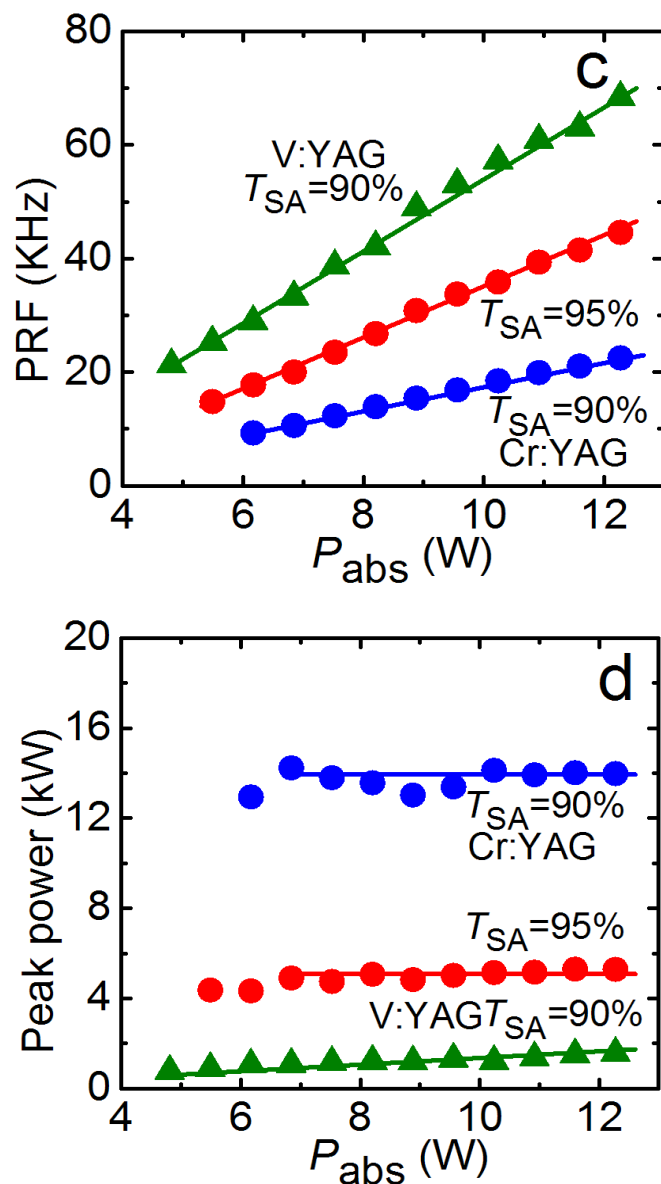 c
80
60
40
20
0
PRF (KHz)
V:YAG
TSA=90%
TSA=95%
TSA=90%
Cr:YAG
4 6 8 10 12
Pabs (W)
d
20
16
12
8
4
0
Peak power (kW)
TSA=90%
Cr:YAG
TSA=95%
V:YAG TSA=90%
4 6 8 10 12
Pabs (W)